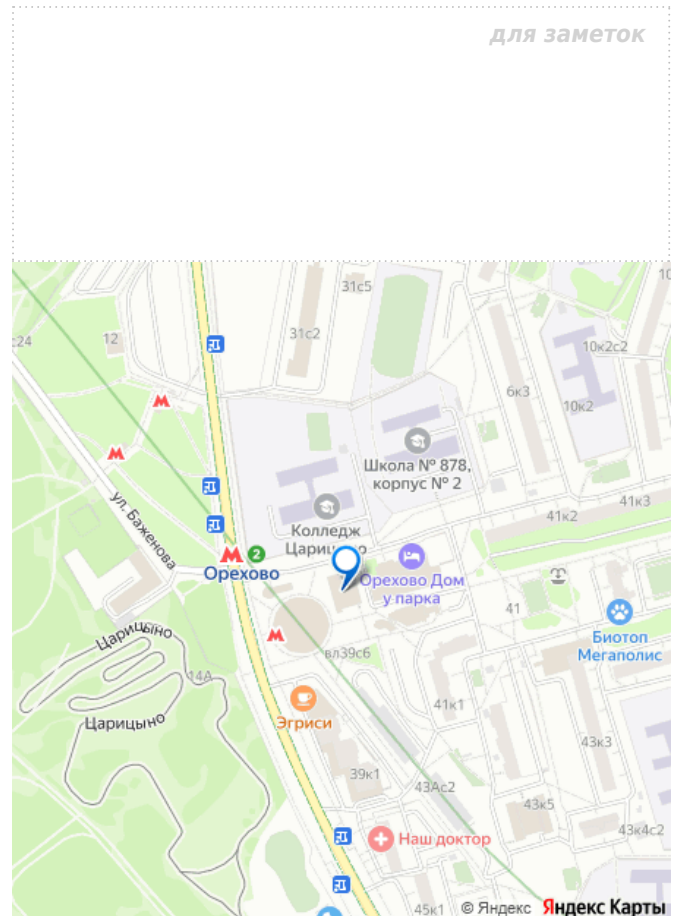 для заметок
31с5
10
с24
12
31с2
10к2с2
6к3
10к2
Школа № 878,
корпус № 2
ул. Баженова
Колледж
Царицыно
41к3
41к2
2
Орехово
Орехово Дом
у парка
41
Царицыно
Биотоп
Мегаполис
вл39с6
14А
41к1
Царицыно
Эгриси
43к3
39к1
43Ас2
43к5
Наш доктор
43к4с2
45к1
© Яндекс Яндекс Карты